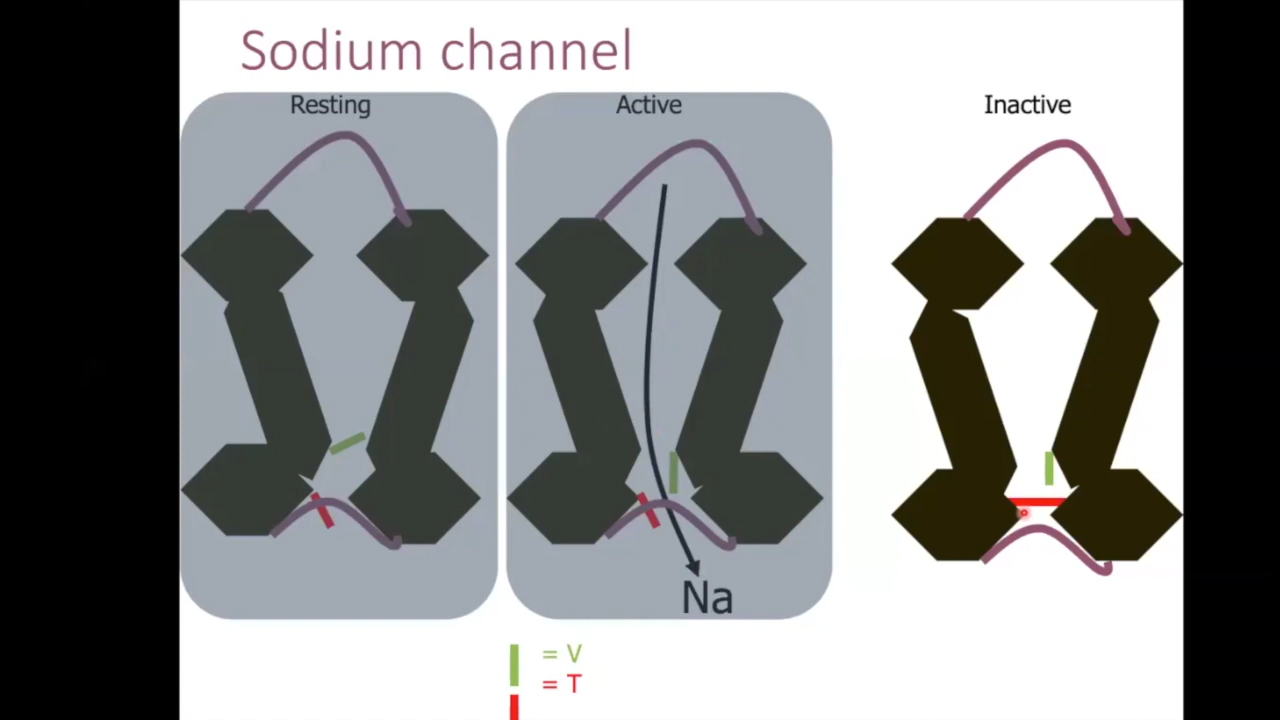 Sodium channel
Resting
Active
Inactive
Na
= V
= T